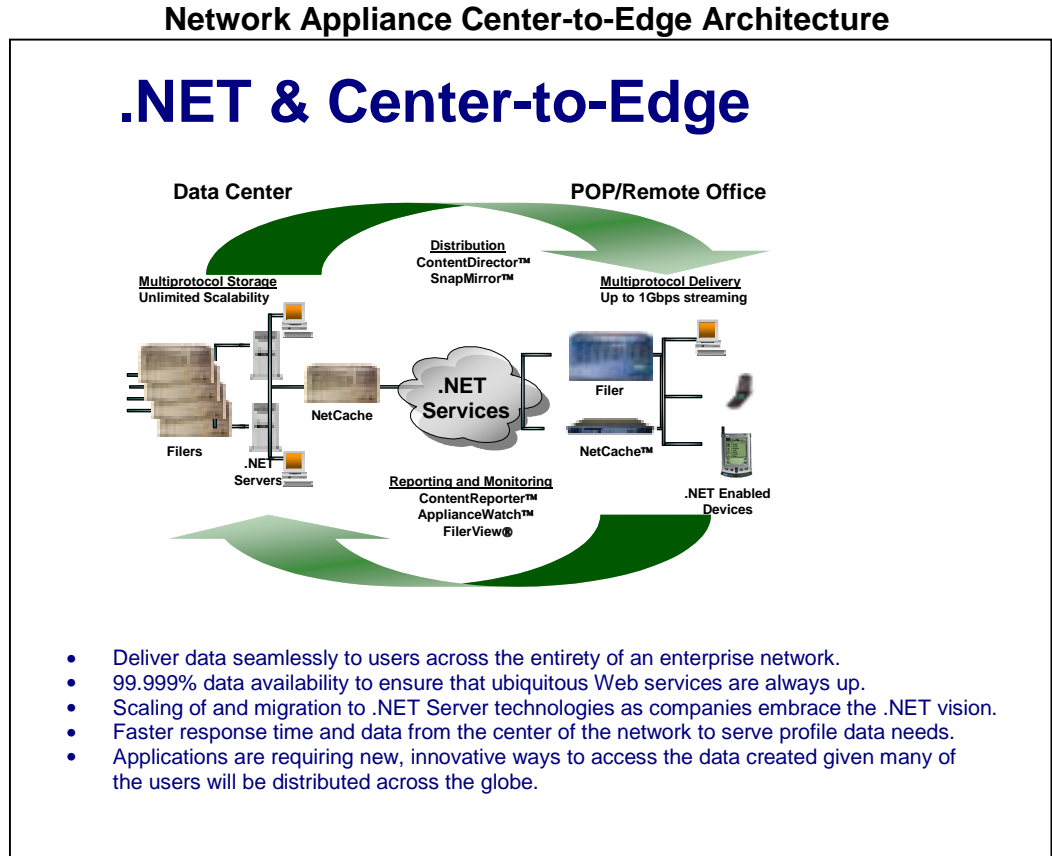 Network Appliance Center-to-Edge Architecture
.NET & Center-to-Edge
Data Center
POP/Remote Office
Distribution
ContentDirector™
SnapMirror™
Multiprotocol Storage
Unlimited Scalability
Multiprotocol Delivery
Up to 1Gbps streaming
.NET
Services
Filer
NetCache
NetCache™
Filers
.NET
Servers
Reporting and Monitoring
ContentReporter™
ApplianceWatch™
FilerView®
.NET Enabled
Devices
• Deliver data seamlessly to users across the entirety of an enterprise network.
• 99.999% data availability to ensure that ubiquitous Web services are always up.
• Scaling of and migration to .NET Server technologies as companies embrace the .NET vision.
• Faster response time and data from the center of the network to serve profile data needs.
• Applications are requiring new, innovative ways to access the data created given many of
the users will be distributed across the globe.